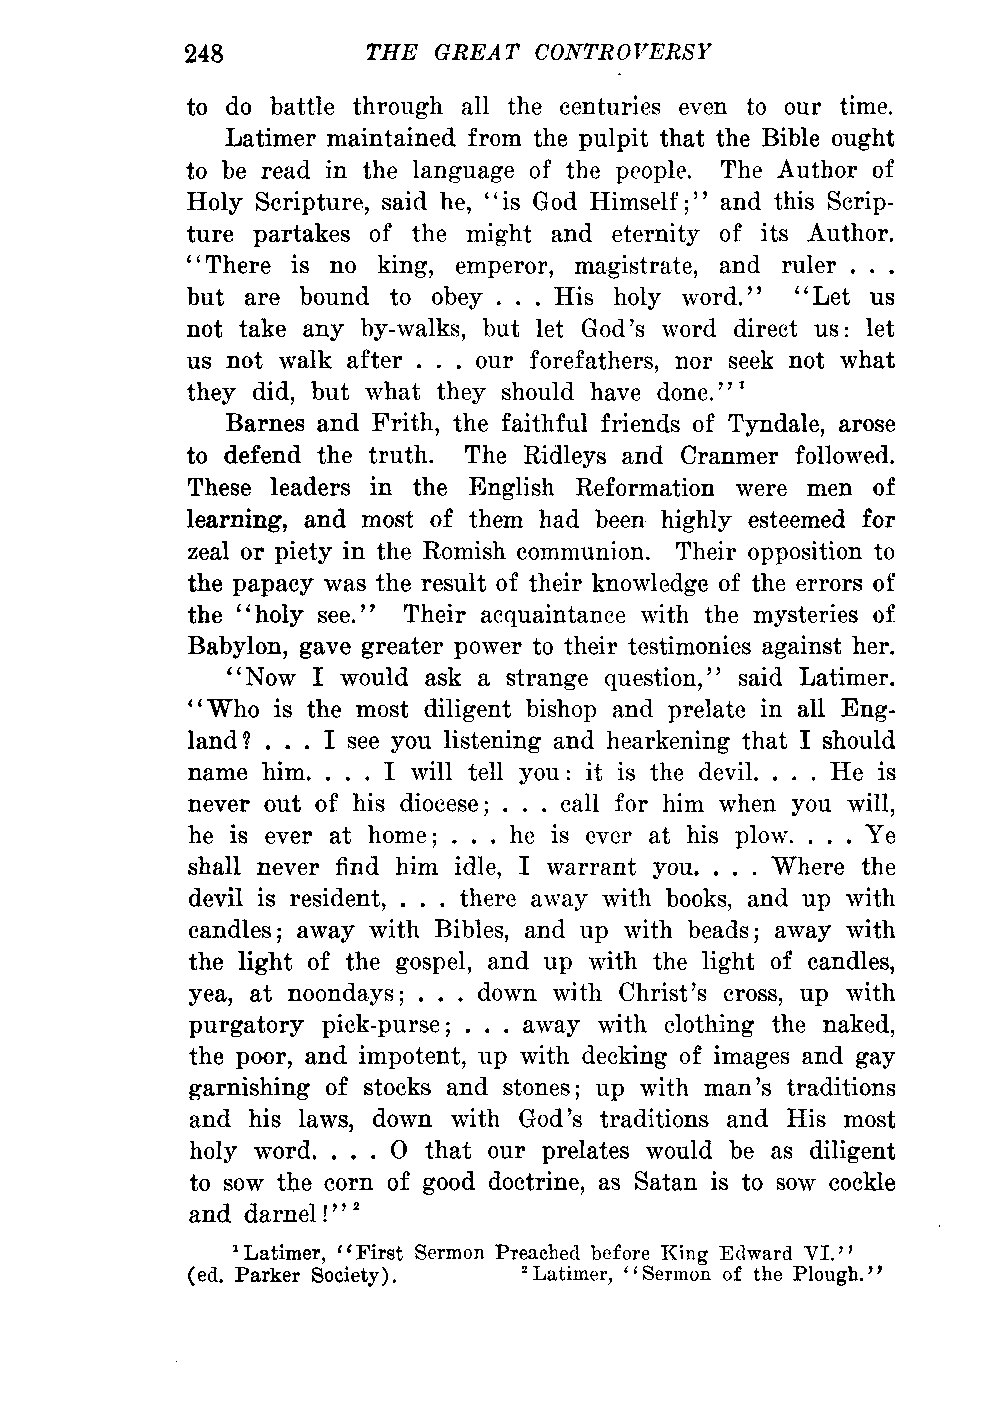 248 THE GREAT CONTROVERSY
to do battle through all the centuries even to our time.
Latimer maintained from the pulpit that the Bible ought
to be read in the language of the people. The Author of
Holy Scripture, said he, "is God Himself;" and this Scrip-
ture partakes of the might and eternity of its Author.
"There is no king, emperor, magistrate, and ruler . . .
but are bound to obey . . . His holy word." "Let us
not take any by-walks, but let God's word direct us: let
us not walk after . . . our forefathers, nor seek not what
they did, but what they should have done."¹
Barnes and Frith, the faithful friends of Tyndale, arose
to defend the truth. The Ridleys and Cranmer followed.
These leaders in the English Reformation were men of
learning, and most of them had been highly esteemed for
zeal or piety in the Romish communion. Their opposition to
the papacy was the result of their knowledge of the errors of
the "holy see." Their acquaintance with the mysteries of
Babylon, gave greater power to their testimonies against her.
"Now I would ask a strange question," said Latimer.
"Who is the most diligent bishop and prelate in all Eng-
land? . . . I see you listening and hearkening that I should
name him. . . . I will tell you: it is the devil. . . . He is
never out of his diocese; . . . call for him when you will,
he is ever at home; . . . he is ever at his plow. . . . Ye
shall never find him idle, I warrant you. . . . Where the
devil is resident, . . . there away with books, and up with
candles; away with Bibles, and up with beads; away with
the light of the gospel, and up with the light of candles,
yea, at noondays; . . . down with Christ's cross, up with
purgatory pick-purse; . . . away with clothing the naked,
the poor, and impotent, up with decking of images and gay
garnishing of stocks and stones; up with man's traditions
and his laws, down with God's traditions and His most
holy word. . . . O that our prelates would be as diligent
to sow the corn of good doctrine, as Satan is to sow cockle
and darnel!"²
¹Latimer, "First Sermon Preached before King Edward VI."
(ed. Parker Society). ²Latimer, "Sermon of the Plough."